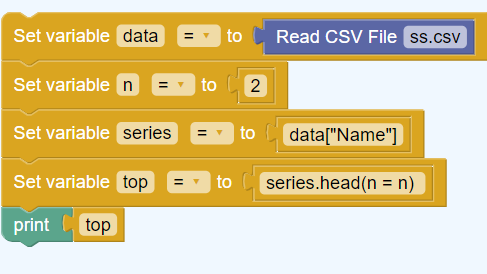 Set variable data = to Read CSV File ss.csv
Set variable n = to 2
Set variable series = to data["Name"]
Set variable top = to series.head(n = n)
print top